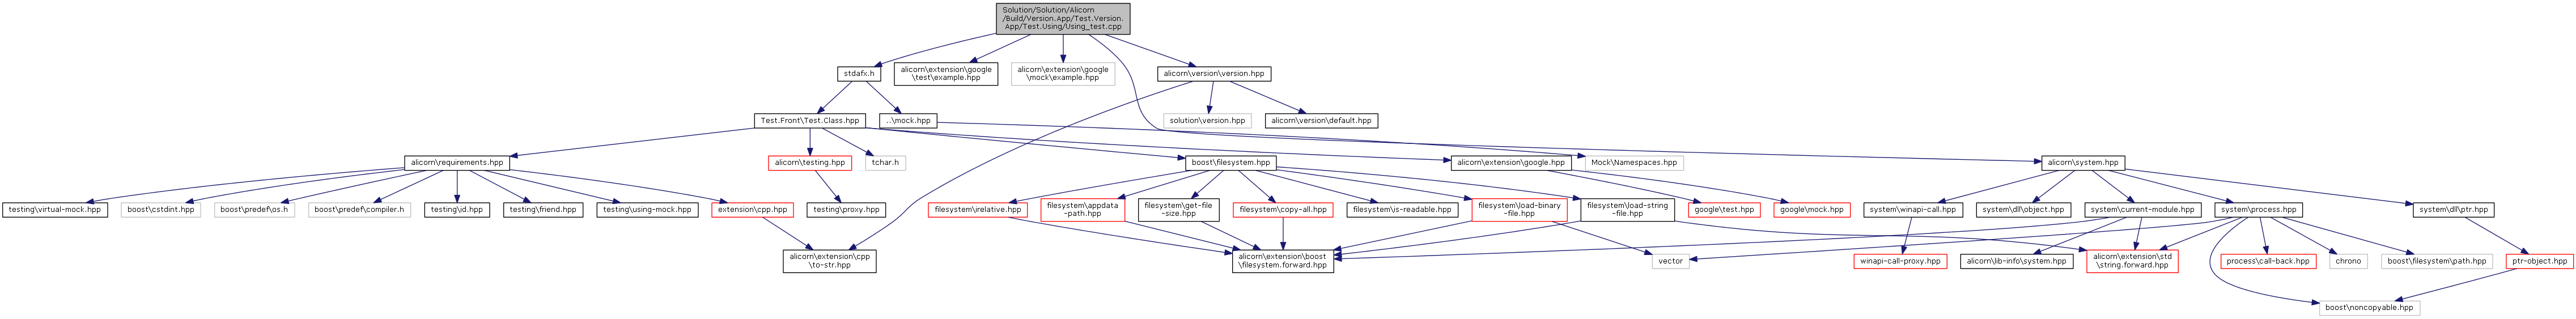 Solution/Solution/Alicorn
/Build/Version.App/Test.Version.
App/Test.Using/Using_test.cpp
stdafx.h
alicorn\extension\google
\test\example.hpp
alicorn\extension\google
\mock\example.hpp
alicorn\version\version.hpp
Test.Front\Test.Class.hpp
..\mock.hpp
solution\version.hpp
alicorn\version\default.hpp
alicorn\requirements.hpp
alicorn\testing.hpp
tchar.h
boost\filesystem.hpp
alicorn\extension\google.hpp
Mock\Namespaces.hpp
alicorn\system.hpp
testing\virtual-mock.hpp
boost\cstdint.hpp
boost\predef\os.h
boost\predef\compiler.h
testing\id.hpp
testing\friend.hpp
testing\using-mock.hpp
extension\cpp.hpp
testing\proxy.hpp
filesystem\irelative.hpp
filesystem\appdata
-path.hpp
filesystem\get-file
-size.hpp
filesystem\copy-all.hpp
filesystem\is-readable.hpp
filesystem\load-binary
-file.hpp
filesystem\load-string
-file.hpp
google\test.hpp
google\mock.hpp
system\winapi-call.hpp
system\dll\object.hpp
system\current-module.hpp
system\process.hpp
system\dll\ptr.hpp
alicorn\extension\cpp
\to-str.hpp
alicorn\extension\boost
\filesystem.forward.hpp
vector
winapi-call-proxy.hpp
alicorn\lib-info\system.hpp
alicorn\extension\std
\string.forward.hpp
process\call-back.hpp
chrono
boost\filesystem\path.hpp
ptr-object.hpp
boost\noncopyable.hpp